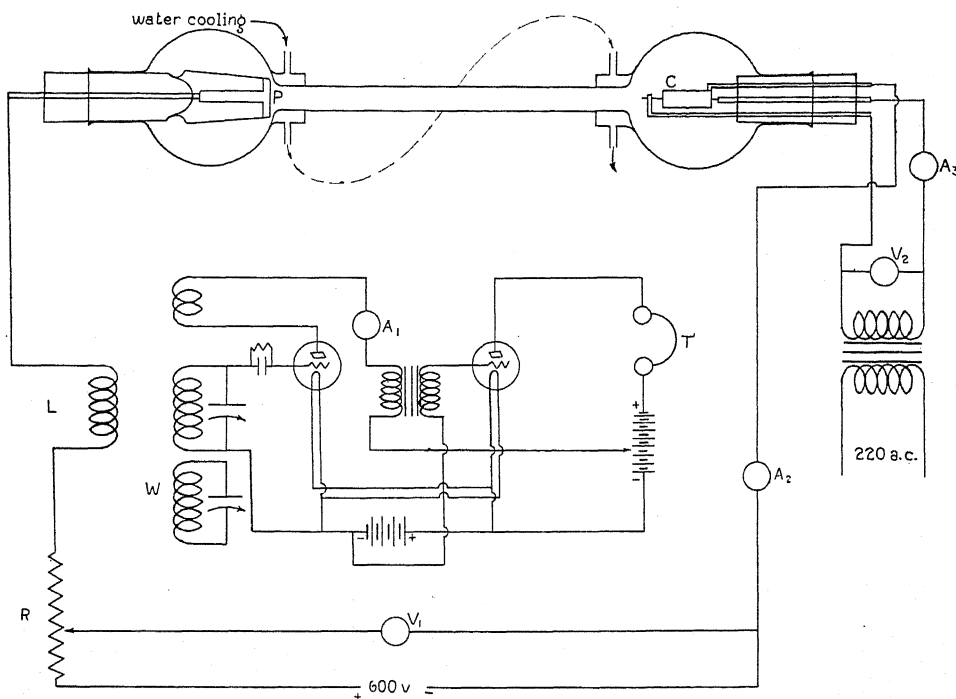 water cooling
P
C
A3
V2
A1
T
L
W
220 a.c.
A2
R
V1
+ 600 v -
+
-
- +